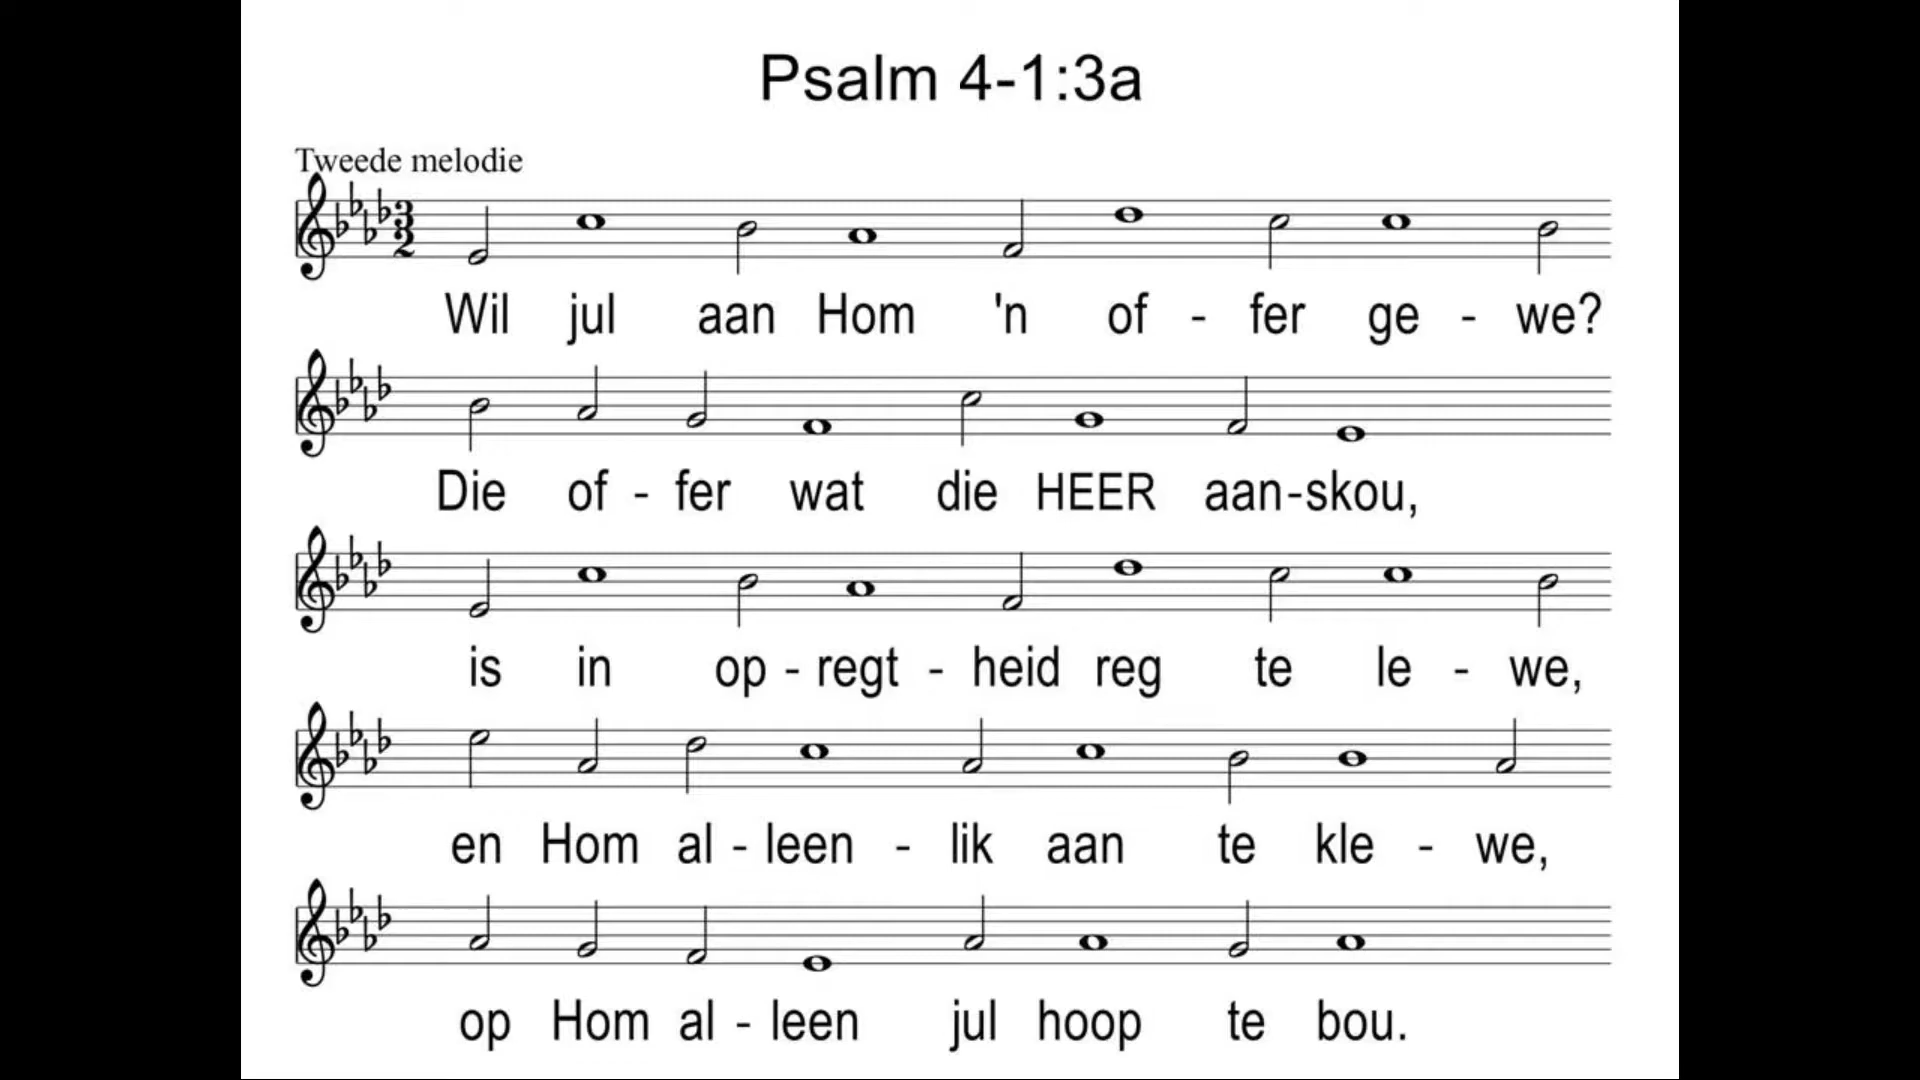 Psalm 4-1:3a
Tweede melodie
Wil jul aan Hom 'n of - fer ge - we?
Die of - fer wat die HEER aan-skou,
is in op - regt - heid reg te le - we,
en Hom al - leen - lik aan te kle - we,
op Hom al - leen jul hoop te bou.